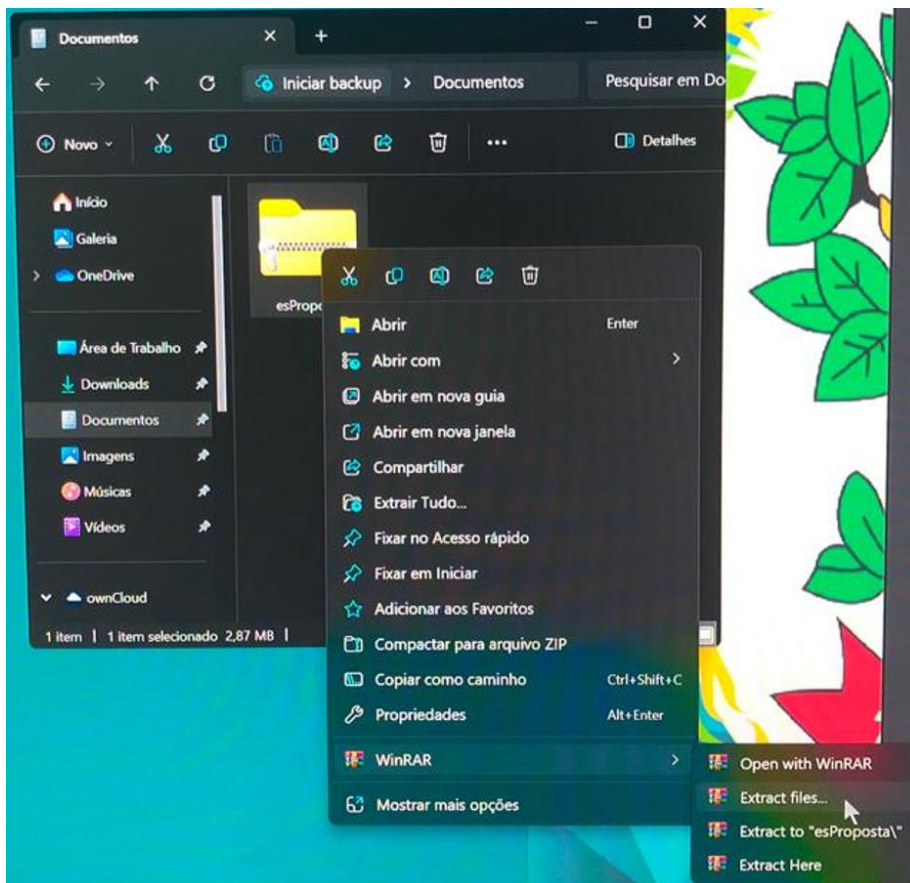 Documentos
Iniciar backup > Documentos
Pesquisar em Do
Novo
Detalhes
Início
Galeria
OneDrive
Área de Trabalho
Downloads
Documentos
Imagens
Músicas
Vídeos
ownCloud
1 item | 1 item selecionado 2,87 MB |
esPropo
Abrir Enter
Abrir com
Abrir em nova guia
Abrir em nova janela
Compartilhar
Extrair Tudo...
Fixar no Acesso rápido
Fixar em Iniciar
Adicionar aos Favoritos
Compactar para arquivo ZIP
Copiar como caminho Ctrl+Shift+C
Propriedades Alt+Enter
WinRAR
Mostrar mais opções
Open with WinRAR
Extract files...
Extract to "esProposta\"
Extract Here